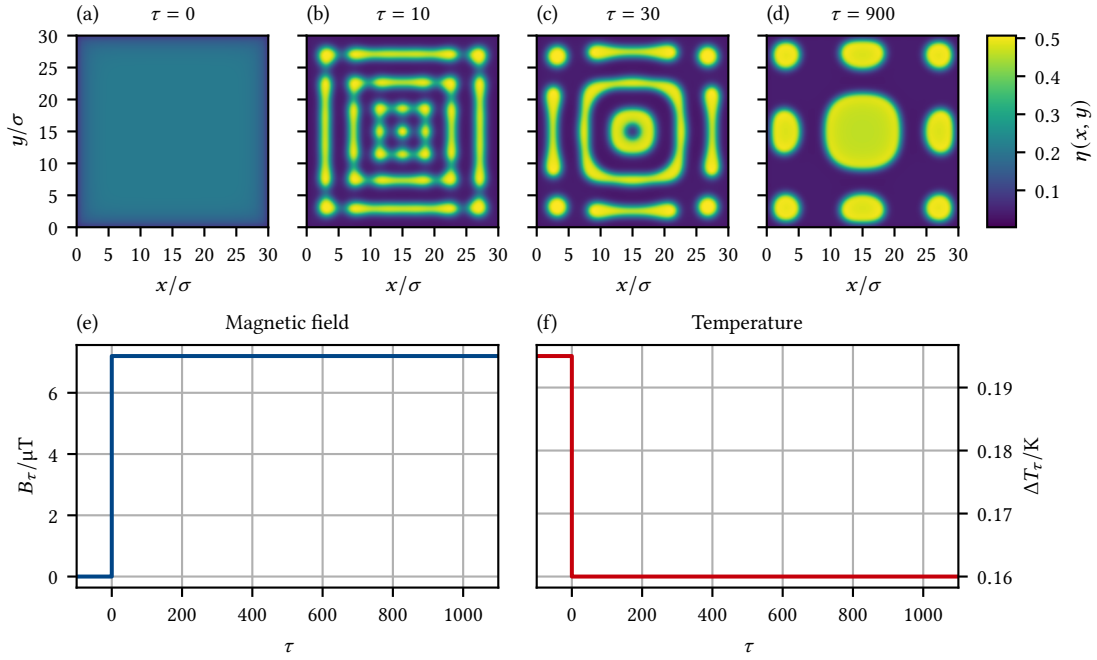 (a) τ = 0
(b) τ = 10
(c) τ = 30
(d) τ = 900
30
25
20
15
10
5
0
y/σ
0 5 10 15 20 25 30
0 5 10 15 20 25 30
0 5 10 15 20 25 30
0 5 10 15 20 25 30
x/σ
x/σ
x/σ
x/σ
0.5
0.4
0.3
0.2
0.1
η(x, y)
(e) Magnetic field
6
4
2
0
B_τ/μT
0 200 400 600 800 1000
τ
(f) Temperature
0.19
0.18
0.17
0.16
ΔT_τ/K
0 200 400 600 800 1000
τ